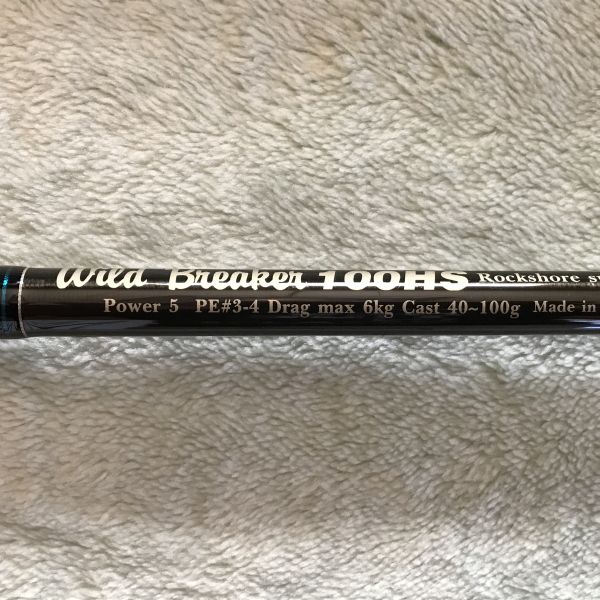 Wild Breaker 100HS Rockshore
Power 5 PE#3-4 Drag max 6kg Cast 40~100g Made in